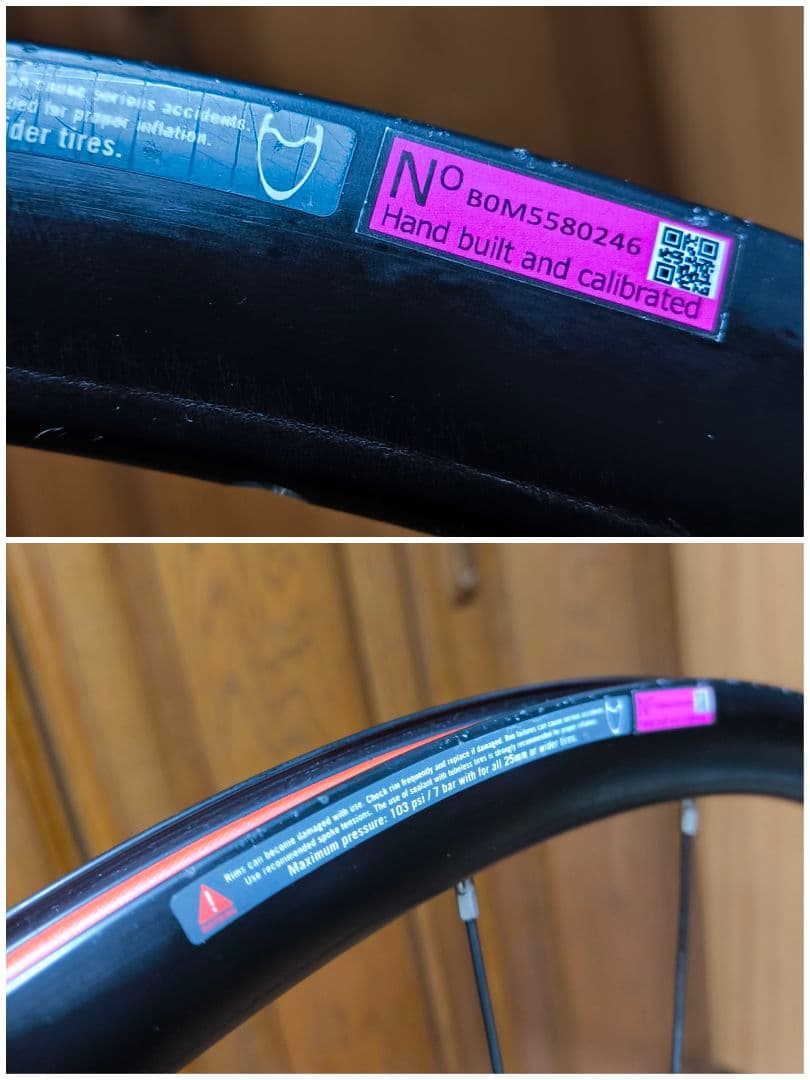 an cause serious accidents.
ded for proper inflation.
ider tires.
Nº B0M5580246
Hand built and calibrated
Rims can become damaged with use. Check rim frequently and replace if damaged. Rim failures can cause serious accidents.
Use recommended spoke tensions. The use of sealant with tubeless tires is strongly recommended for proper inflation.
Maximum pressure: 103 psi / 7 bar with for all 25mm or wider tires.